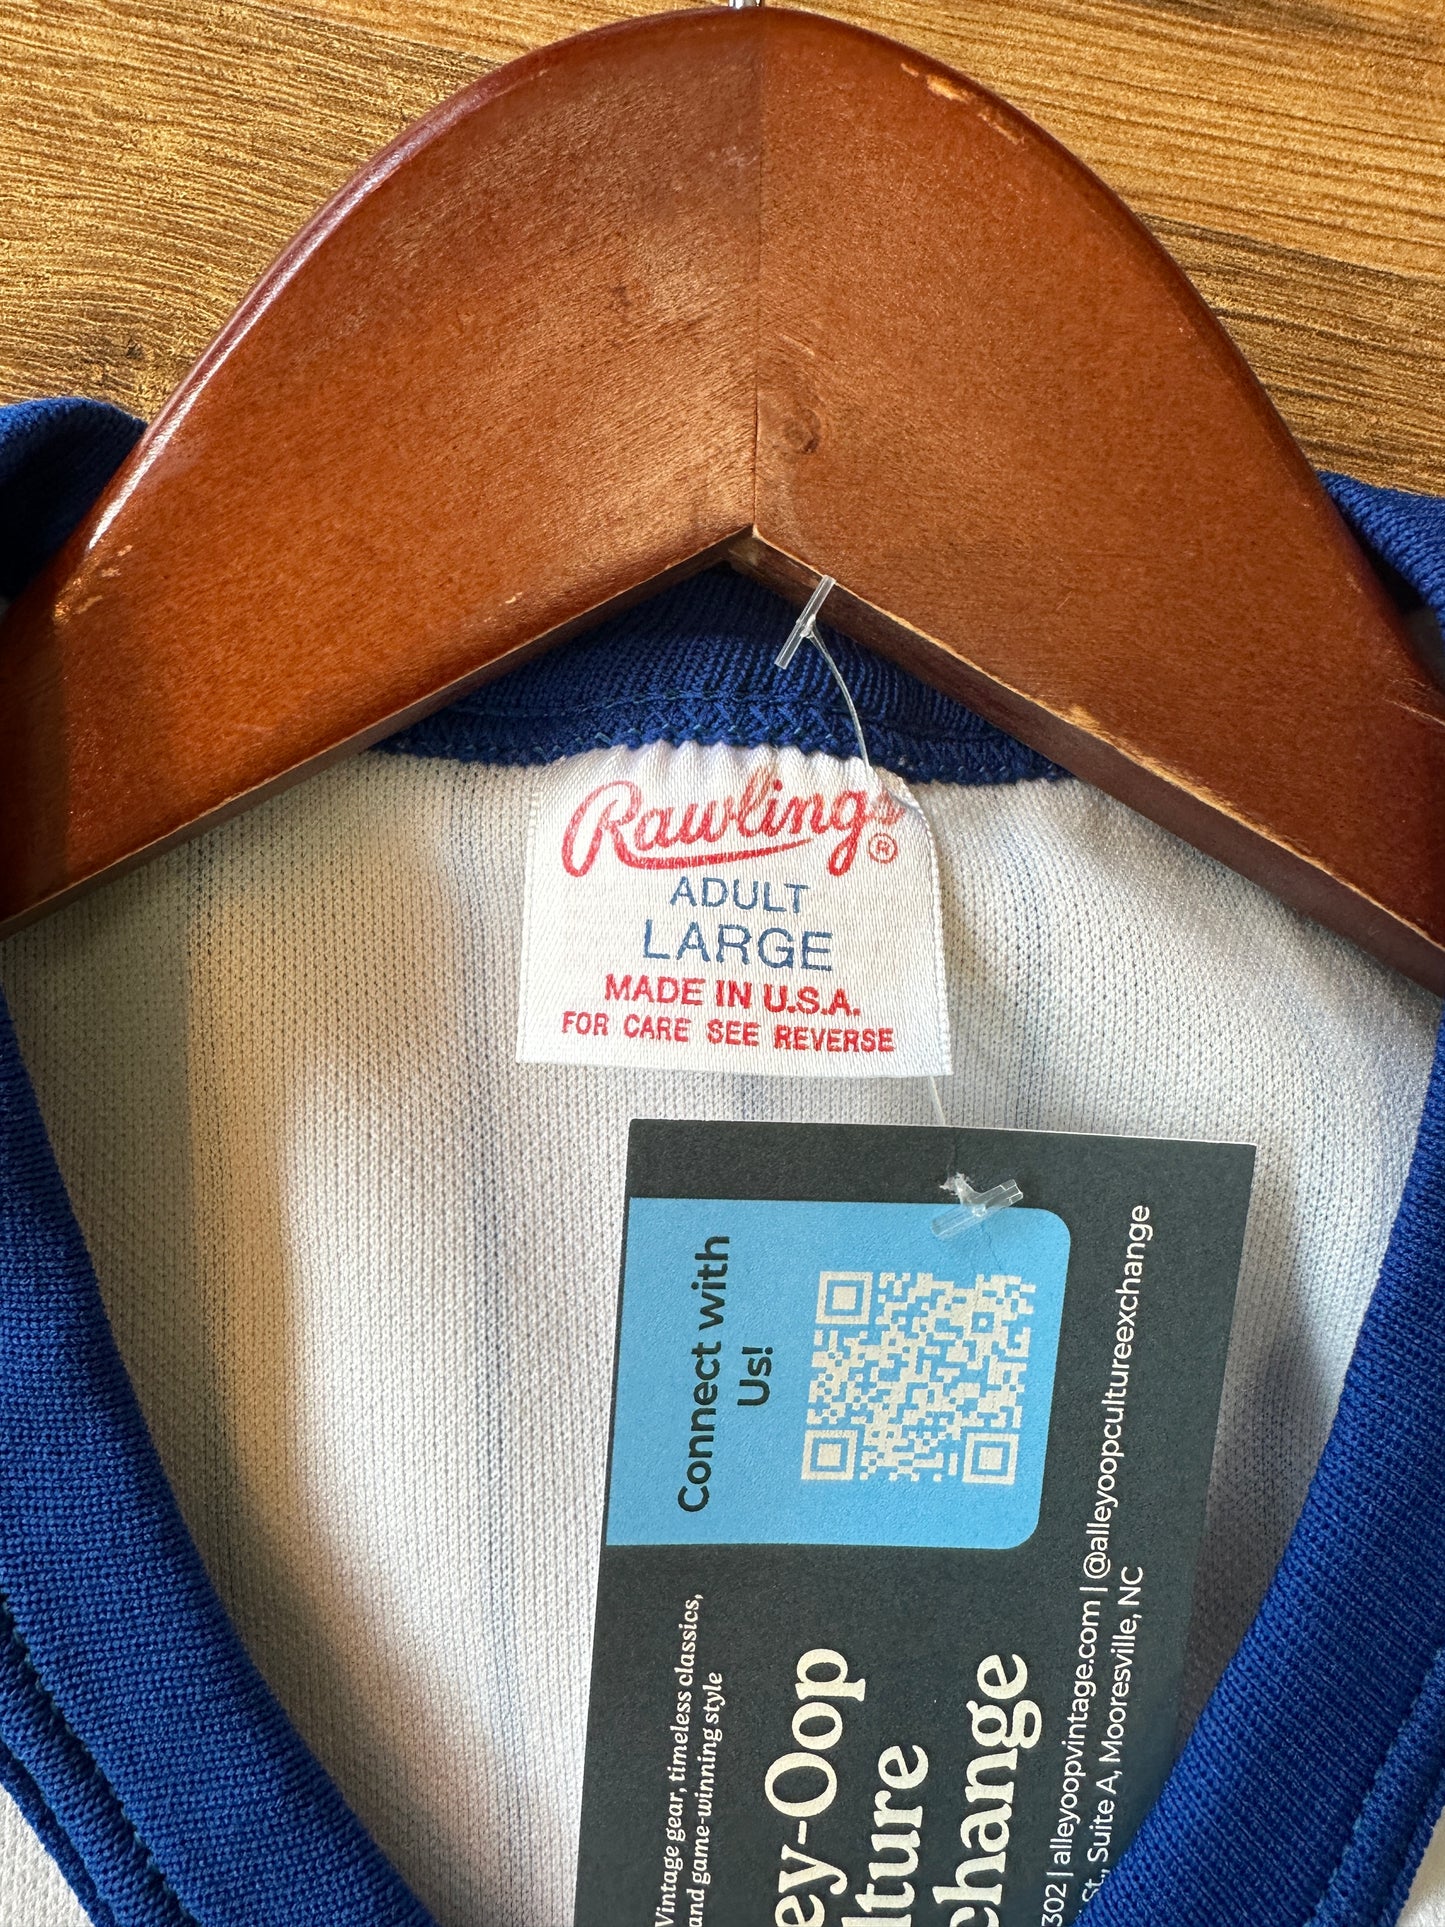 Rawlings®
ADULT
LARGE
MADE IN U.S.A.
FOR CARE SEE REVERSE
Connect with
Us!
Vintage gear, timeless classics,
and game-winning style
ey-Oop
lture
change
302 | alleyoopvintage.com | @alleyoopcultureexchange
St., Suite A, Mooresville, NC